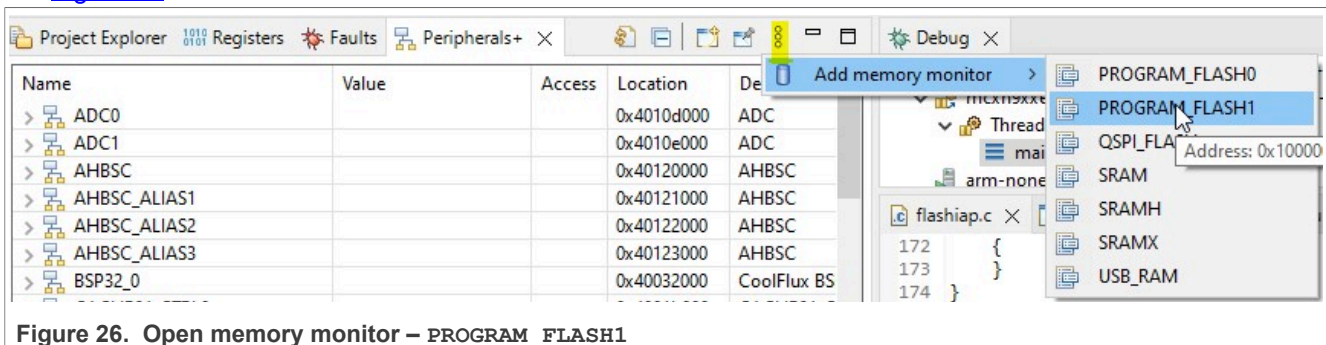 Project Explorer 1010 0101 Registers Faults Peripherals+ Debug
Add memory monitor >
Name Value Access Location De
ADC0 0x4010d000 ADC
ADC1 0x4010e000 ADC
AHBSC 0x40120000 AHBSC
AHBSC_ALIAS1 0x40121000 AHBSC
AHBSC_ALIAS2 0x40122000 AHBSC
AHBSC_ALIAS3 0x40123000 AHBSC
BSP32_0 0x40032000 CoolFlux BS
Thread
mai
arm-none
PROGRAM_FLASH0
PROGRAM_FLASH1
QSPI_FLA
Address: 0x10000
SRAM
SRAMH
SRAMX
USB_RAM
flashiap.c
172 {
173 }
174 }
Figure 26. Open memory monitor – PROGRAM_FLASH1